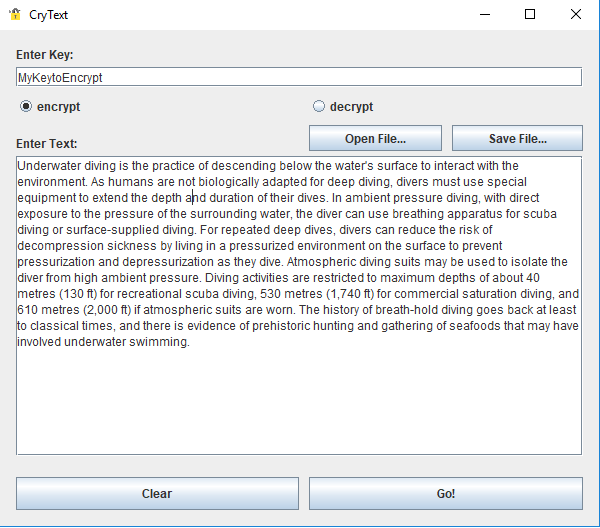 CryText
Enter Key:
MyKeytoEncrypt
encrypt
decrypt
Enter Text:
Open File...
Save File...
Underwater diving is the practice of descending below the water's surface to interact with the
environment. As humans are not biologically adapted for deep diving, divers must use special
equipment to extend the depth and duration of their dives. In ambient pressure diving, with direct
exposure to the pressure of the surrounding water, the diver can use breathing apparatus for scuba
diving or surface-supplied diving. For repeated deep dives, divers can reduce the risk of
decompression sickness by living in a pressurized environment on the surface to prevent
pressurization and depressurization as they dive. Atmospheric diving suits may be used to isolate the
diver from high ambient pressure. Diving activities are restricted to maximum depths of about 40
metres (130 ft) for recreational scuba diving, 530 metres (1,740 ft) for commercial saturation diving, and
610 metres (2,000 ft) if atmospheric suits are worn. The history of breath-hold diving goes back at least
to classical times, and there is evidence of prehistoric hunting and gathering of seafoods that may have
involved underwater swimming.
Clear
Go!